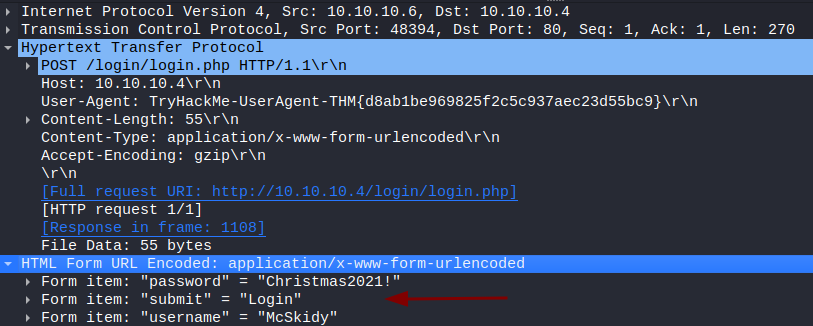 Internet Protocol Version 4, Src: 10.10.10.6, Dst: 10.10.10.4
Transmission Control Protocol, Src Port: 48394, Dst Port: 80, Seq: 1, Ack: 1, Len: 270
Hypertext Transfer Protocol
POST /login/login.php HTTP/1.1\r\n
Host: 10.10.10.4\r\n
User-Agent: TryHackMe-UserAgent-THM{d8ab1be969825f2c5c937aec23d55bc9}\r\n
Content-Length: 55\r\n
Content-Type: application/x-www-form-urlencoded\r\n
Accept-Encoding: gzip\r\n
\r\n
[Full request URI: http://10.10.10.4/login/login.php]
[HTTP request 1/1]
[Response in frame: 1108]
File Data: 55 bytes
HTML Form URL Encoded: application/x-www-form-urlencoded
Form item: "password" = "Christmas2021!"
Form item: "submit" = "Login"
Form item: "username" = "McSkidy"